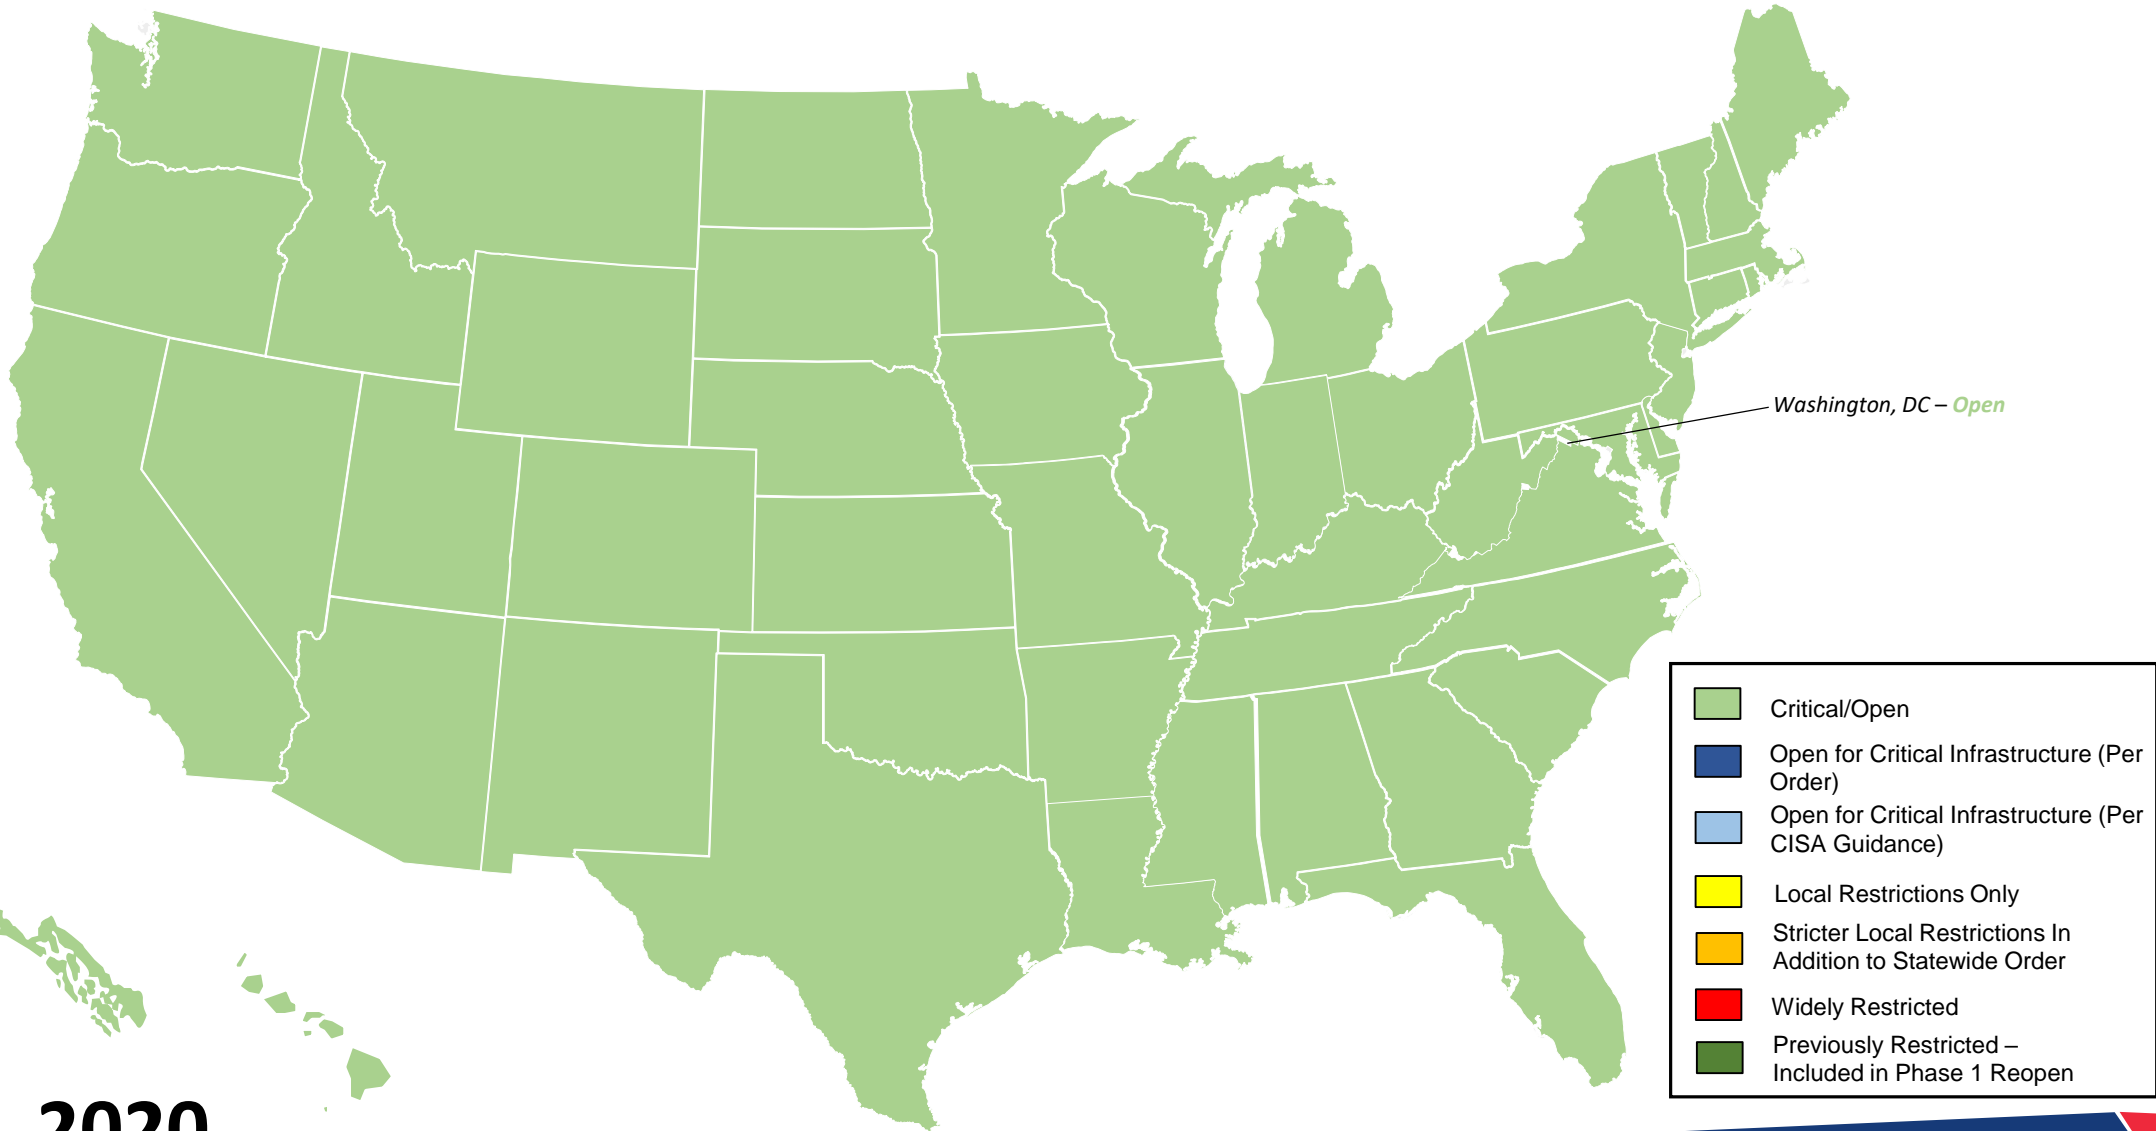 Washington, DC – Open
Critical/Open
Open for Critical Infrastructure (Per
Order)
Open for Critical Infrastructure (Per
CISA Guidance)
Local Restrictions Only
Stricter Local Restrictions In
Addition to Statewide Order
Widely Restricted
Previously Restricted –
Included in Phase 1 Reopen
2020